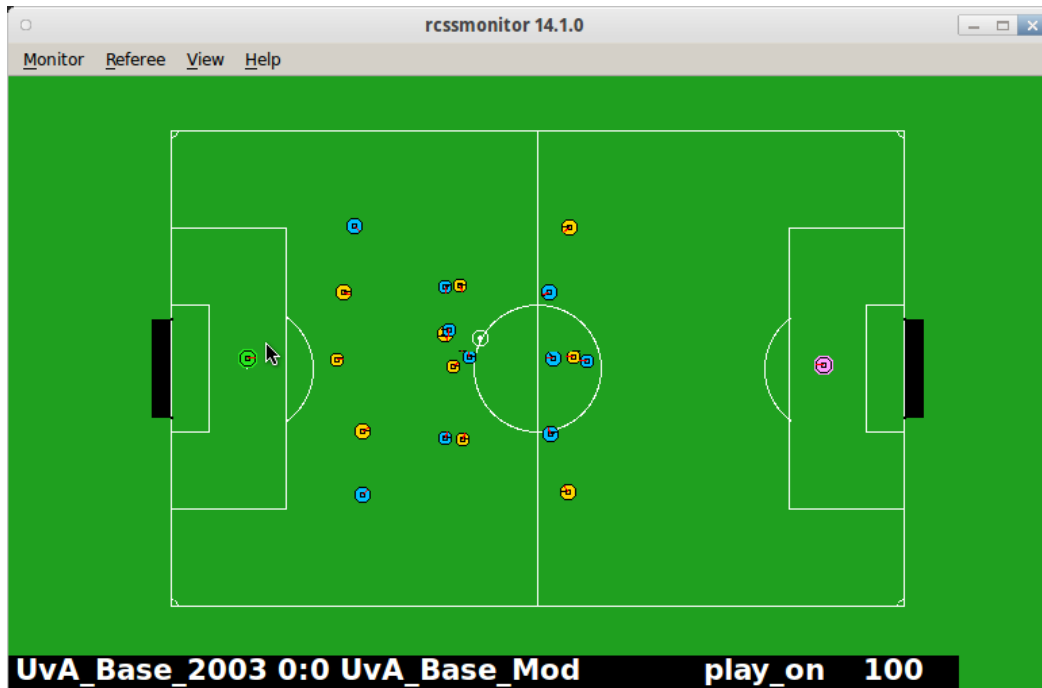 rcssmonitor 14.1.0
Monitor Referee View Help
UvA_Base_2003 0:0 UvA_Base_Mod play_on 100